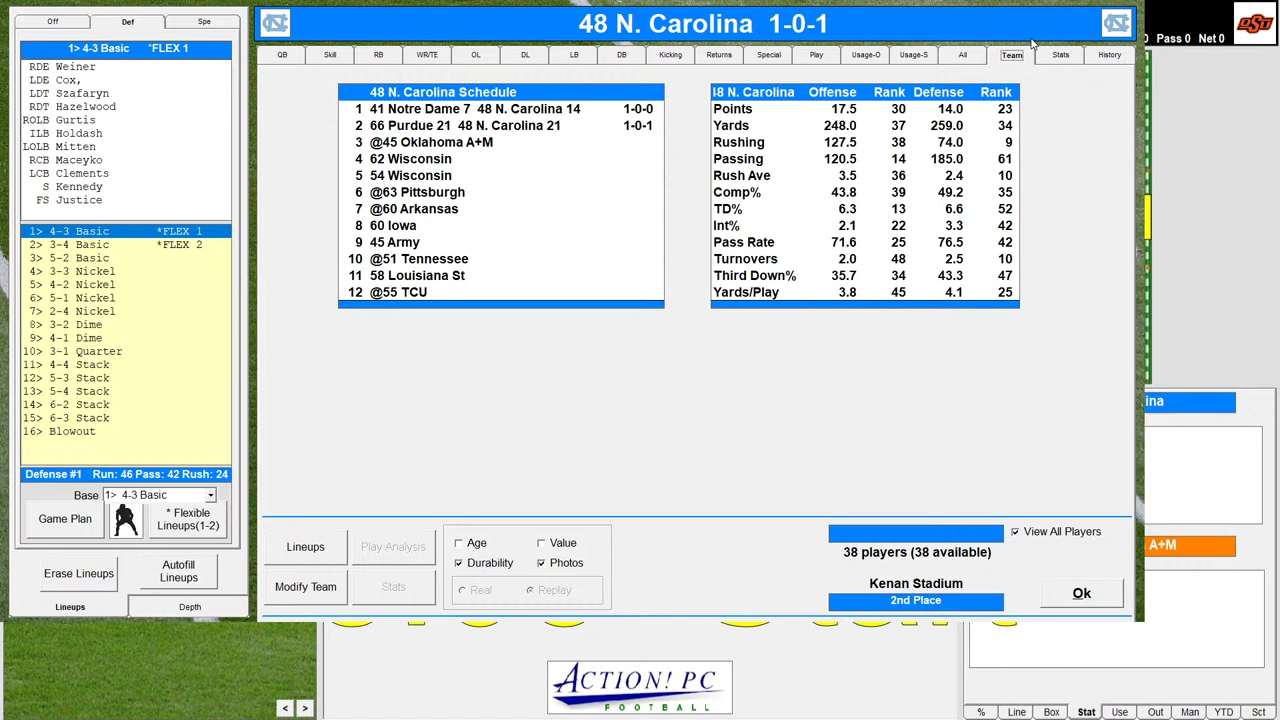 Off Def Spe
1> 4-3 Basic *FLEX 1
RDE Weiner
LDE Cox,
LDT Szafaryn
RDT Hazelwood
ROLB Gurtis
ILB Holdash
LOLB Mitten
RCB Maceyko
LCB Clements
S Kennedy
FS Justice
1> 4-3 Basic *FLEX 1
2> 3-4 Basic *FLEX 2
3> 5-2 Basic
4> 3-3 Nickel
5> 4-2 Nickel
6> 5-1 Nickel
7> 2-4 Nickel
8> 3-2 Dime
9> 4-1 Dime
10> 3-1 Quarter
11> 4-4 Stack
12> 5-3 Stack
13> 5-4 Stack
14> 6-2 Stack
15> 6-3 Stack
16> Blowout
Defense #1 Run: 46 Pass: 42 Rush: 24
Base 1> 4-3 Basic
Game Plan
* Flexible
Lineups(1-2)
Erase Lineups
Autofill
Lineups
Lineups Depth
48 N. Carolina 1-0-1
QB Skill RB WR/TE OL DL LB DB Kicking Returns Special Play Usage-O Usage-S All Team Stats History
48 N. Carolina Schedule
1 41 Notre Dame 7 48 N. Carolina 14 1-0-0
2 66 Purdue 21 48 N. Carolina 21 1-0-1
3 @45 Oklahoma A+M
4 62 Wisconsin
5 54 Wisconsin
6 @63 Pittsburgh
7 @60 Arkansas
8 60 Iowa
9 45 Army
10 @51 Tennessee
11 58 Louisiana St
12 @55 TCU
48 N. Carolina Offense Rank Defense Rank
Points 17.5 30 14.0 23
Yards 248.0 37 259.0 34
Rushing 127.5 38 74.0 9
Passing 120.5 14 185.0 61
Rush Ave 3.5 36 2.4 10
Comp% 43.8 39 49.2 35
TD% 6.3 13 6.6 52
Int% 2.1 22 3.3 42
Pass Rate 71.6 25 76.5 42
Turnovers 2.0 48 2.5 10
Third Down% 35.7 34 43.3 47
Yards/Play 3.8 45 4.1 25
Lineups
Play Analysis
Modify Team
Stats
Age Value
Durability Photos
Real Replay
View All Players
38 players (38 available)
Kenan Stadium
2nd Place
Ok
0 Pass 0 Net 0
OSU
ina
A+M
ACTION! PC
FOOTBALL
< >
% Line Box Stat Use Out Man YTD Sct